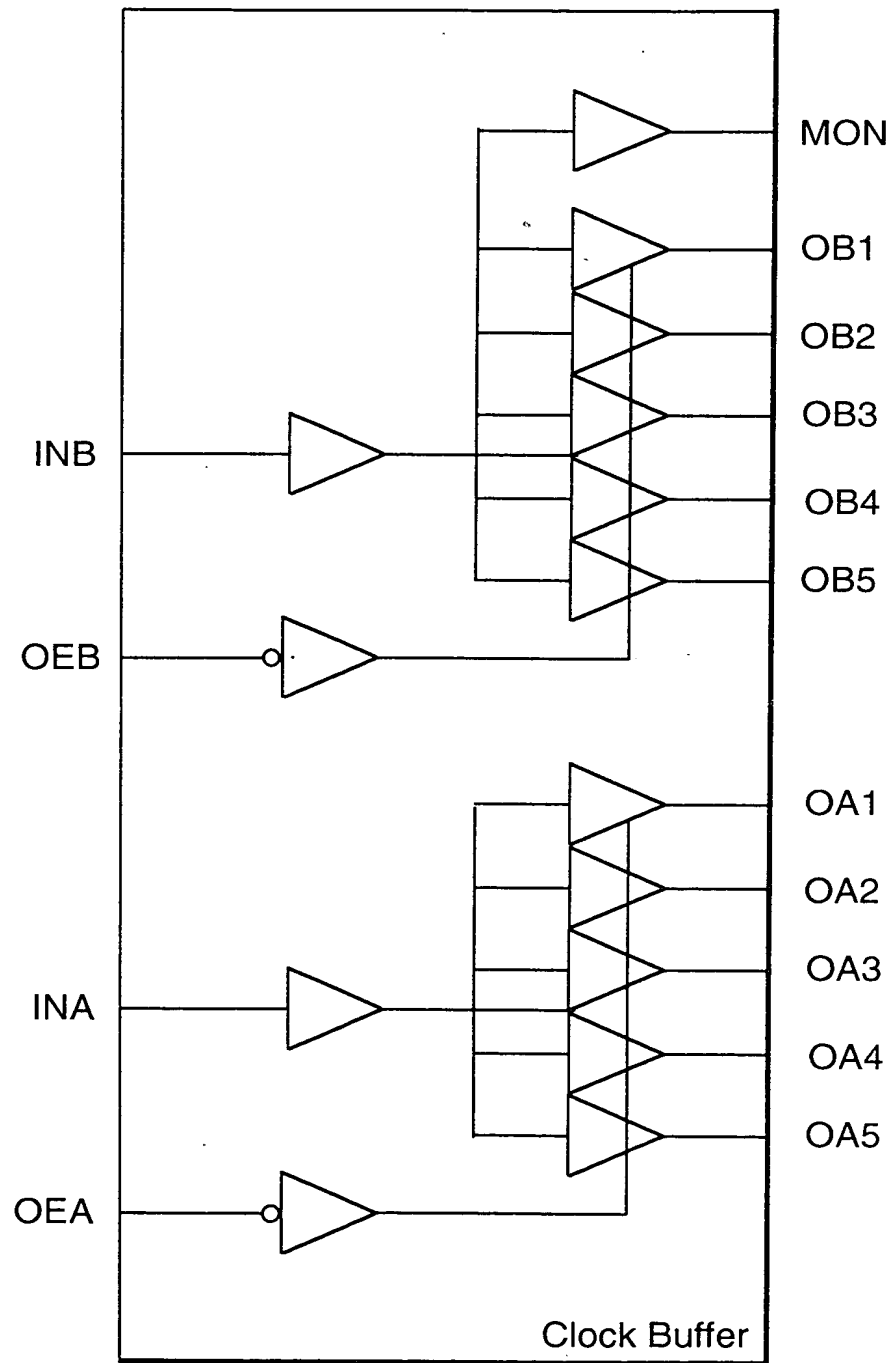 MON
OB1
OB2
OB3
INB
OB4
OB5
OEB
OA1
OA2
OA3
INA
OA4
OA5
OEA
Clock Buffer